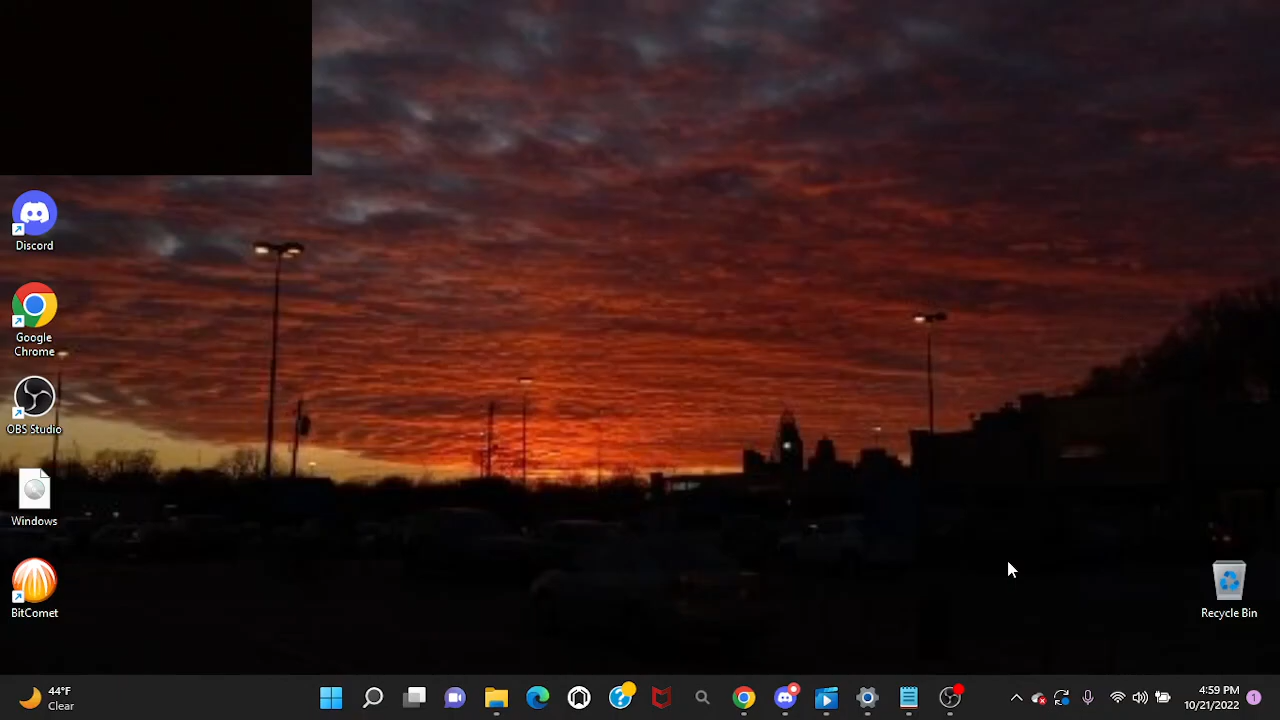 Discord
Google
Chrome
OBS Studio
Windows
BitComet
Recycle Bin
44°F
Clear
4:59 PM
10/21/2022
1